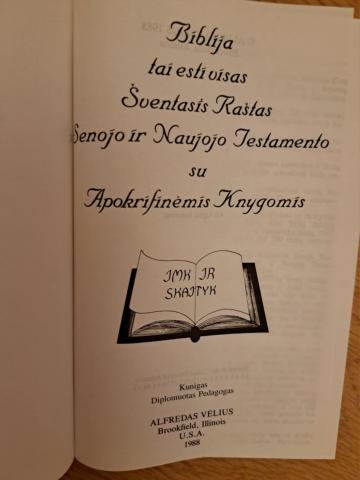 Biblija
tai esti visas
Šventasis Raštas
Senojo ir Naujojo Testamento
su
Apokrifinėmis Knygomis
IMK IR
SKAITYK
Kunigas
Diplomuotas Pedagogas
ALFREDAS VĖLIUS
Brookfield, Illinois
U.S.A.
1988